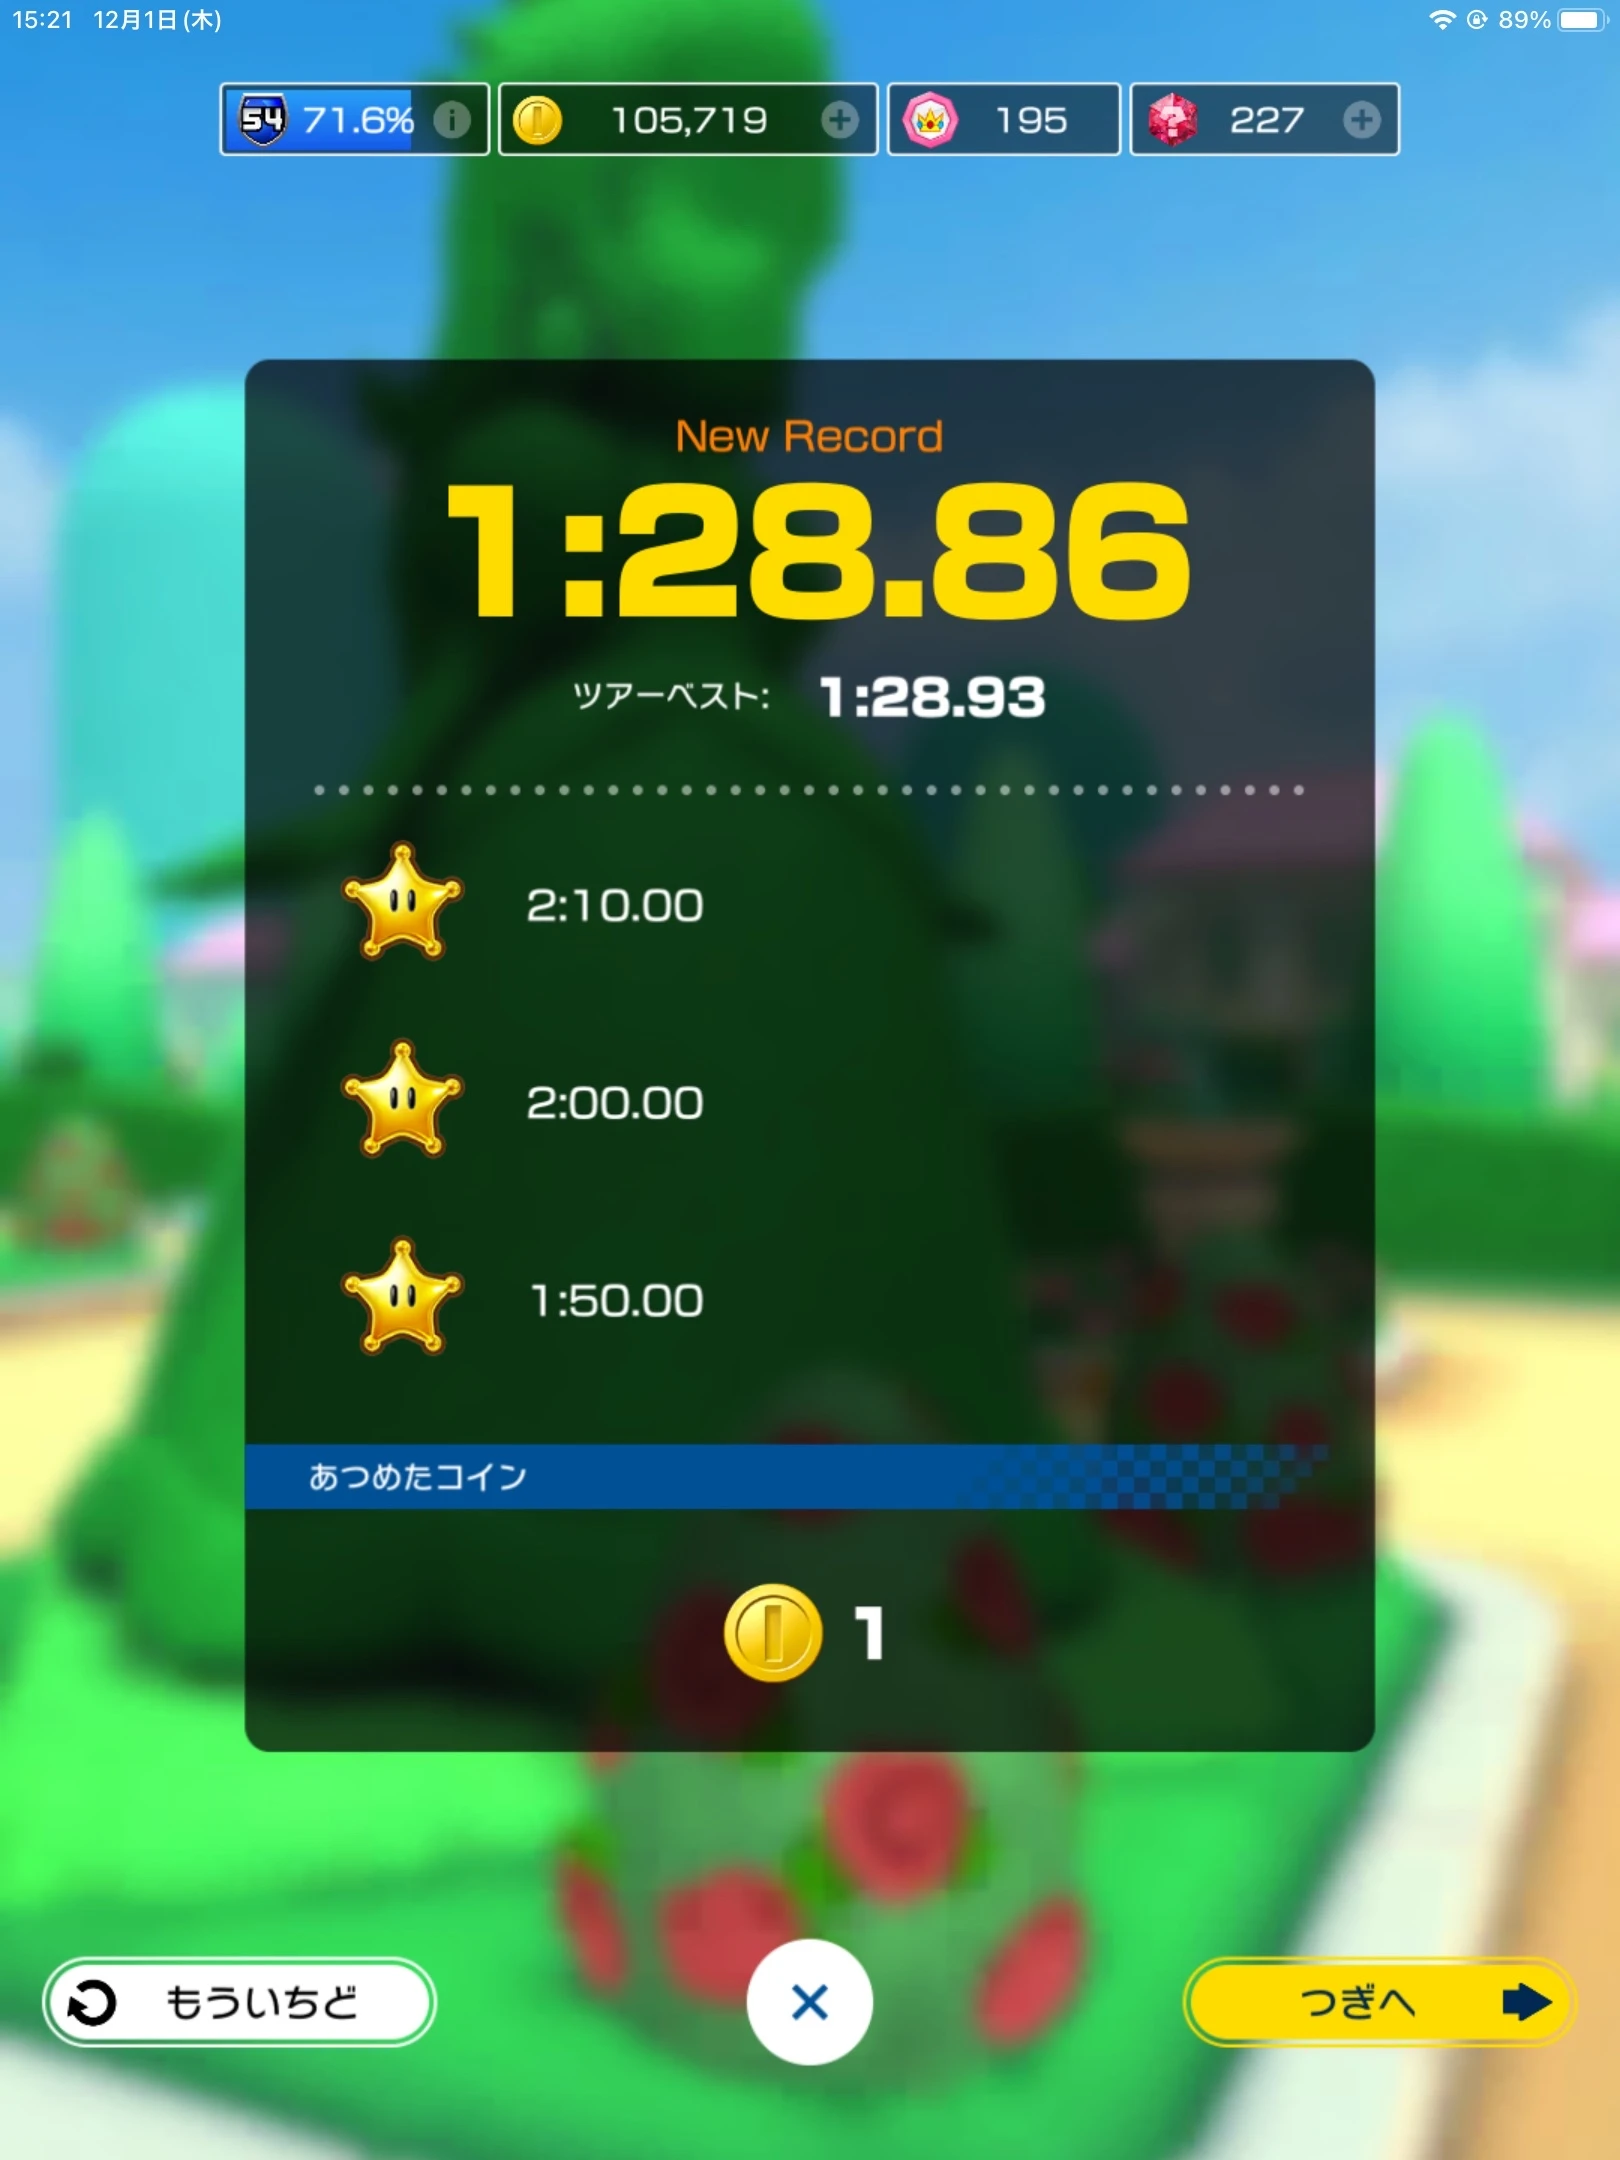 15:21 12月1日(木) 89%
54 71.6% i 105,719 + 195 ? 227 +
New Record
1:28.86
ツアーベスト: 1:28.93
2:10.00
2:00.00
1:50.00
あつめたコイン
1
もういちど × つぎへ